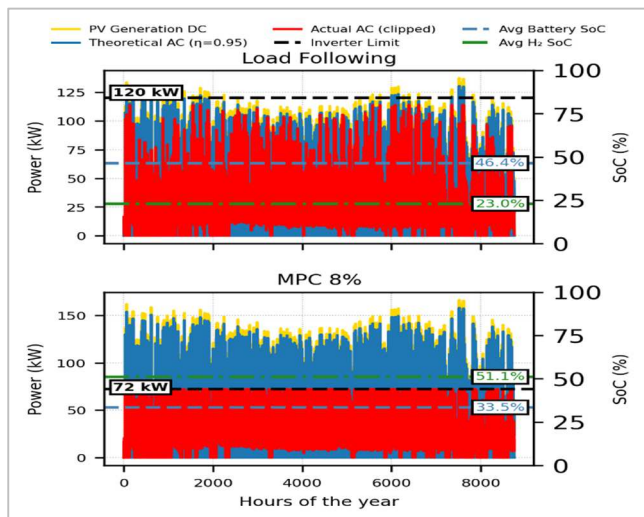 PV Generation DC
Actual AC (clipped)
Avg Battery SoC
Theoretical AC (η=0.95)
Inverter Limit
Avg H₂ SoC
Load Following
120 kW
46.4%
23.0%
125
100
75
50
25
0
Power (kW)
100
75
50
25
0
SoC (%)
MPC 8%
72 kW
51.1%
33.5%
150
100
50
0
Power (kW)
100
75
50
25
0
SoC (%)
0 2000 4000 6000 8000
Hours of the year